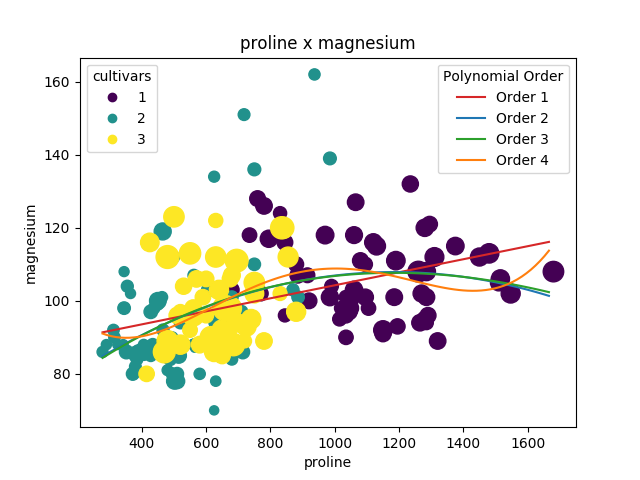 proline x magnesium
cultivars
1
2
3
Polynomial Order
Order 1
Order 2
Order 3
Order 4
magnesium
160
140
120
100
80
400 600 800 1000 1200 1400 1600
proline